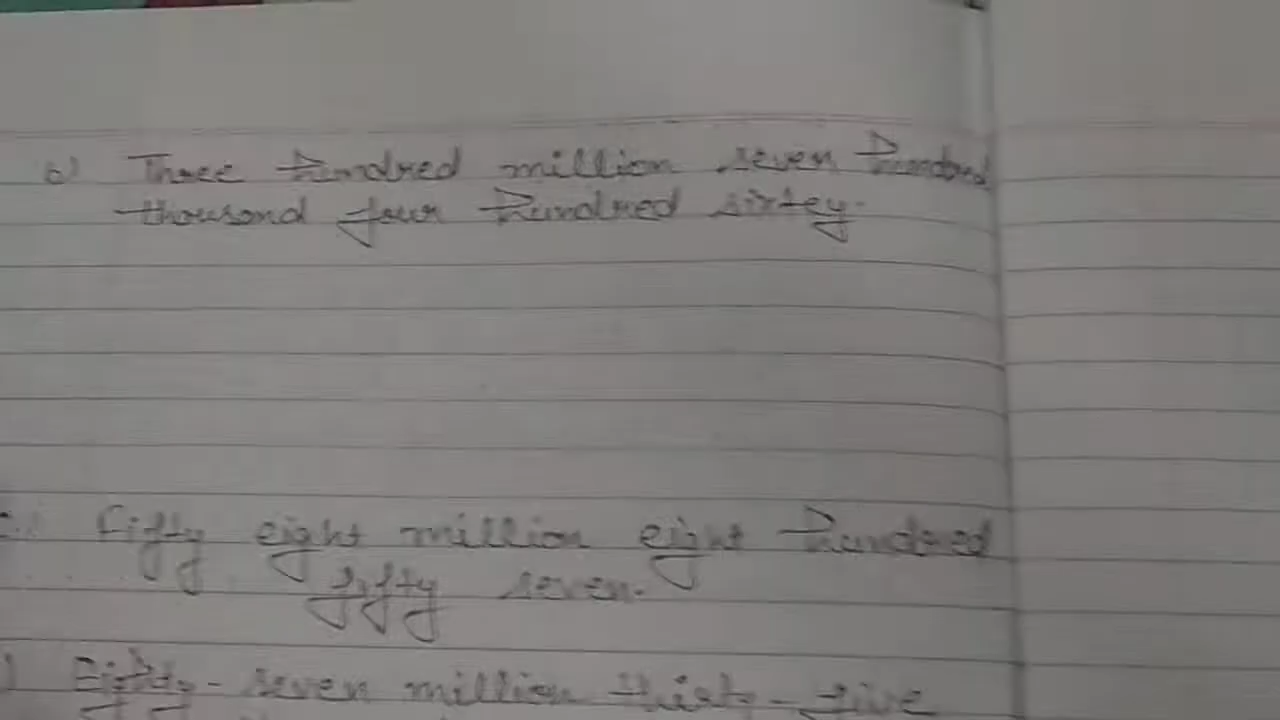 c) Three hundred million seven hundred
thousand four hundred sixtey.
Fifty eight million eight hundred
fifty seven.
) Eighty-seven million thirty-five